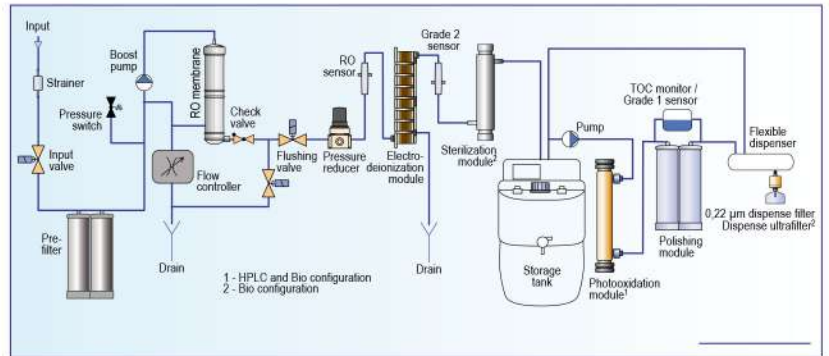 Input
Strainer
Boost
pump
Pressure
switch
Input
valve
Pre-
filter
RO membrane
Check
valve
Flow
controller
Drain
Flushing
valve
Pressure
reducer
RO
sensor
Electro-
deionization
module
Drain
Grade 2
sensor
Sterilization
module²
1 - HPLC and Bio configuration
2 - Bio configuration
Storage
tank
Pump
Photooxidation
module¹
TOC monitor /
Grade 1 sensor
Polishing
module
Flexible
dispenser
0,22 µm dispense filter
Dispense ultrafilter²